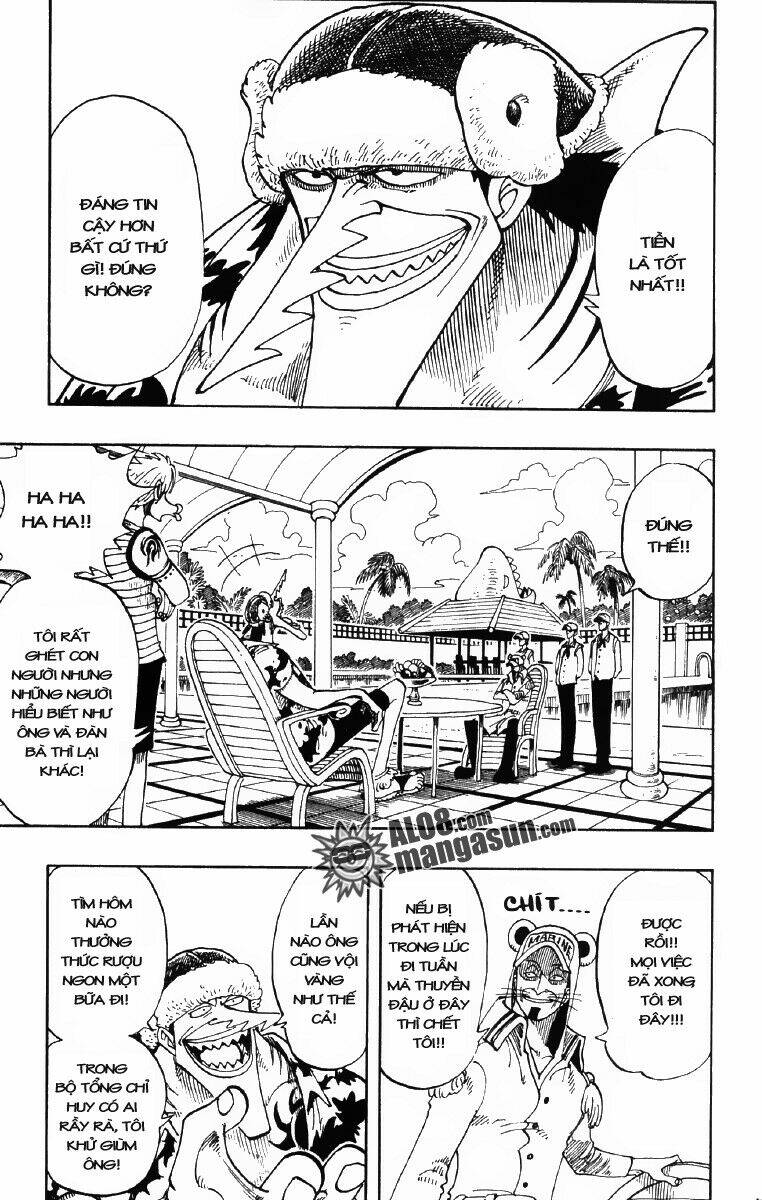 TIỀN
LÀ TỐT
NHẤT!!
ĐÁNG TIN
CẬY HƠN
BẤT CỨ THỨ
GÌ! ĐÚNG
KHÔNG?
ĐÚNG
THẾ!!
HA HA
HA HA!!
TÔI RẤT
GHÉT CON
NGƯỜI NHƯNG
NHỮNG NGƯỜI
HIỂU BIẾT NHƯ
ÔNG VÀ ĐÀN
BÀ THÌ LẠI
KHÁC!
AL08.com
mangasun.com
ĐƯỢC
RỒI!!
MỌI VIỆC
ĐÃ XONG,
TÔI ĐI
ĐÂY!!!
CHÍT....
MARINE
NẾU BỊ
PHÁT HIỆN
TRONG LÚC
ĐI TUẦN
MÀ THUYỀN
ĐẬU Ở ĐÂY
THÌ CHẾT
TÔI!!
LẦN
NÀO ÔNG
CŨNG VỘI
VÀNG
NHƯ THẾ
CẢ!
TÌM HÔM
NÀO
THƯỞNG
THỨC RƯỢU
NGON MỘT
BỮA ĐI!
TRONG
BỘ TỔNG CHỈ
HUY CÓ AI
RẦY RÀ, TÔI
KHỬ GIÙM
ÔNG!